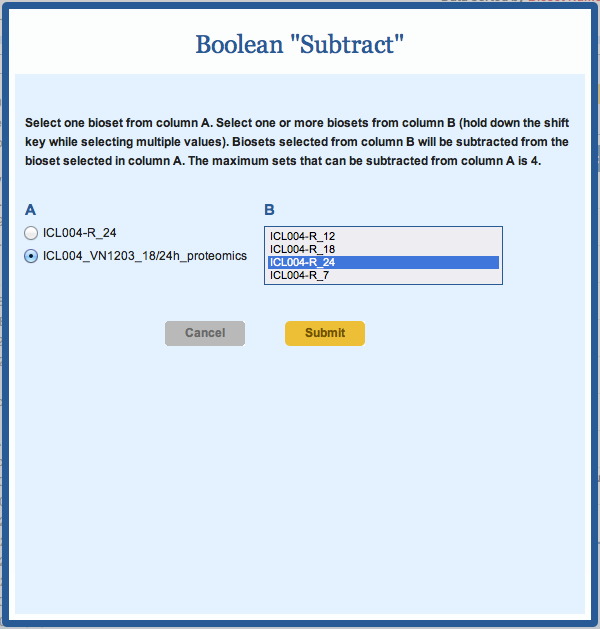 Boolean "Subtract"
Select one bioset from column A. Select one or more biosets from column B (hold down the shift
key while selecting multiple values). Biosets selected from column B will be subtracted from the
bioset selected in column A. The maximum sets that can be subtracted from column A is 4.
A
B
ICL004-R_24
ICL004_VN1203_18/24h_proteomics
ICL004-R_12
ICL004-R_18
ICL004-R_24
ICL004-R_7
Cancel
Submit